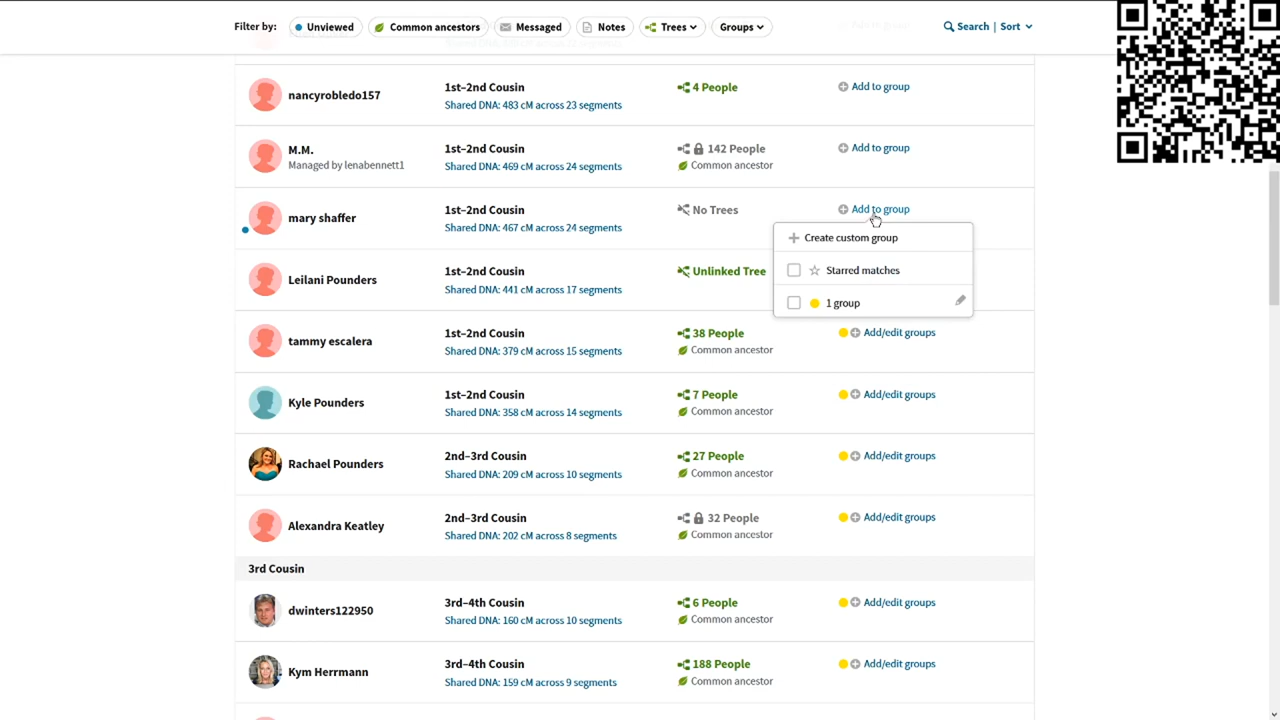 Filter by: Unviewed Common ancestors Messaged Notes Trees Groups Search | Sort
nancyrobledo157
1st–2nd Cousin
Shared DNA: 483 cM across 23 segments
4 People
Add to group
M.M.
Managed by lenabennett1
1st–2nd Cousin
Shared DNA: 469 cM across 24 segments
142 People
Common ancestor
Add to group
mary shaffer
1st–2nd Cousin
Shared DNA: 467 cM across 24 segments
No Trees
Add to group
Create custom group
Starred matches
1 group
Leilani Pounders
1st–2nd Cousin
Shared DNA: 441 cM across 17 segments
Unlinked Tree
tammy escalera
1st–2nd Cousin
Shared DNA: 379 cM across 15 segments
38 People
Common ancestor
Add/edit groups
Kyle Pounders
1st–2nd Cousin
Shared DNA: 358 cM across 14 segments
7 People
Common ancestor
Add/edit groups
Rachael Pounders
2nd–3rd Cousin
Shared DNA: 209 cM across 10 segments
27 People
Common ancestor
Add/edit groups
Alexandra Keatley
2nd–3rd Cousin
Shared DNA: 202 cM across 8 segments
32 People
Common ancestor
Add/edit groups
3rd Cousin
dwinters122950
3rd–4th Cousin
Shared DNA: 160 cM across 10 segments
6 People
Common ancestor
Add/edit groups
Kym Herrmann
3rd–4th Cousin
Shared DNA: 159 cM across 9 segments
188 People
Common ancestor
Add/edit groups